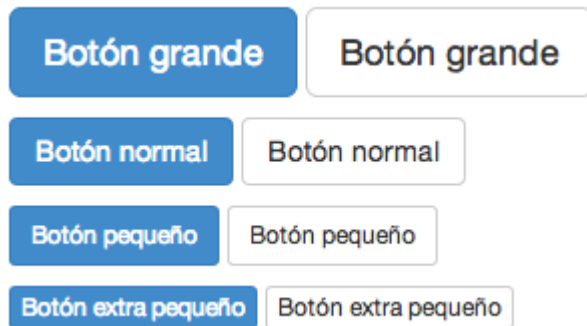 Botón grande Botón grande
Botón normal Botón normal
Botón pequeño Botón pequeño
Botón extra pequeño Botón extra pequeño